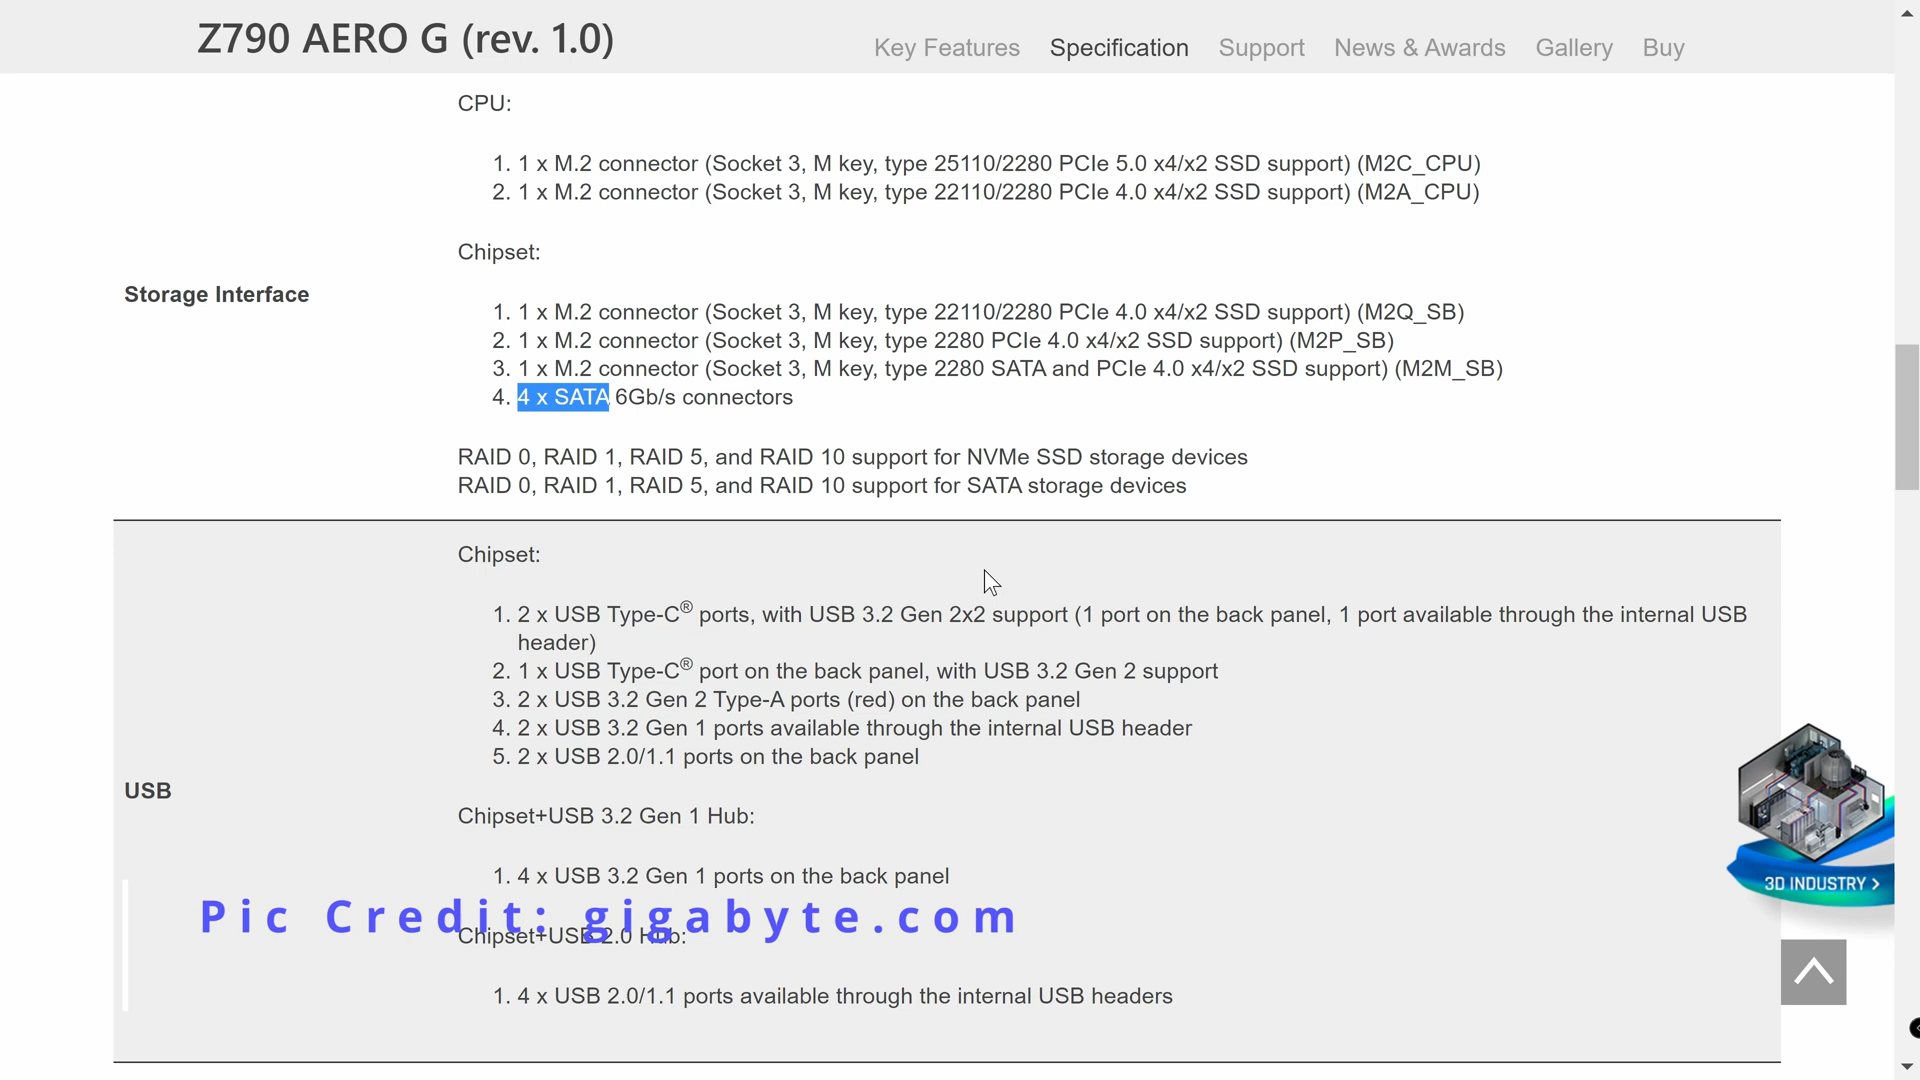 Z790 AERO G (rev. 1.0)
Key Features Specification Support News & Awards Gallery Buy
CPU:
1. 1 x M.2 connector (Socket 3, M key, type 25110/2280 PCIe 5.0 x4/x2 SSD support) (M2C_CPU)
2. 1 x M.2 connector (Socket 3, M key, type 22110/2280 PCIe 4.0 x4/x2 SSD support) (M2A_CPU)
Chipset:
Storage Interface
1. 1 x M.2 connector (Socket 3, M key, type 22110/2280 PCIe 4.0 x4/x2 SSD support) (M2Q_SB)
2. 1 x M.2 connector (Socket 3, M key, type 2280 PCIe 4.0 x4/x2 SSD support) (M2P_SB)
3. 1 x M.2 connector (Socket 3, M key, type 2280 SATA and PCIe 4.0 x4/x2 SSD support) (M2M_SB)
4. 4 x SATA 6Gb/s connectors
RAID 0, RAID 1, RAID 5, and RAID 10 support for NVMe SSD storage devices
RAID 0, RAID 1, RAID 5, and RAID 10 support for SATA storage devices
Chipset:
1. 2 x USB Type-C® ports, with USB 3.2 Gen 2x2 support (1 port on the back panel, 1 port available through the internal USB
header)
2. 1 x USB Type-C® port on the back panel, with USB 3.2 Gen 2 support
3. 2 x USB 3.2 Gen 2 Type-A ports (red) on the back panel
4. 2 x USB 3.2 Gen 1 ports available through the internal USB header
5. 2 x USB 2.0/1.1 ports on the back panel
USB
Chipset+USB 3.2 Gen 1 Hub:
1. 4 x USB 3.2 Gen 1 ports on the back panel
3D INDUSTRY >
Pic Credit: gigabyte.com
Chipset+USB 2.0 Hub:
1. 4 x USB 2.0/1.1 ports available through the internal USB headers